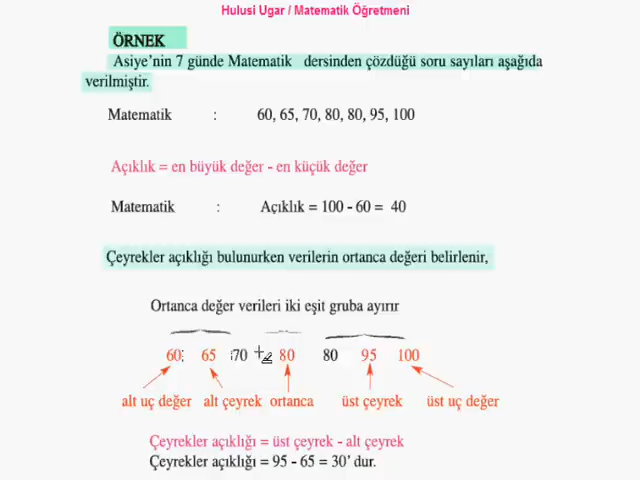 Hulusi Ugar / Matematik Öğretmeni
ÖRNEK
Asiye'nin 7 günde Matematik dersinden çözdüğü soru sayıları aşağıda
verilmiştir.
Matematik : 60, 65, 70, 80, 80, 95, 100
Açıklık = en büyük değer - en küçük değer
Matematik : Açıklık = 100 - 60 = 40
Çeyrekler açıklığı bulunurken verilerin ortanca değeri belirlenir,
Ortanca değer verileri iki eşit gruba ayırır
60 65 70 80 80 95 100
alt uç değer alt çeyrek ortanca üst çeyrek üst uç değer
Çeyrekler açıklığı = üst çeyrek - alt çeyrek
Çeyrekler açıklığı = 95 - 65 = 30' dur.